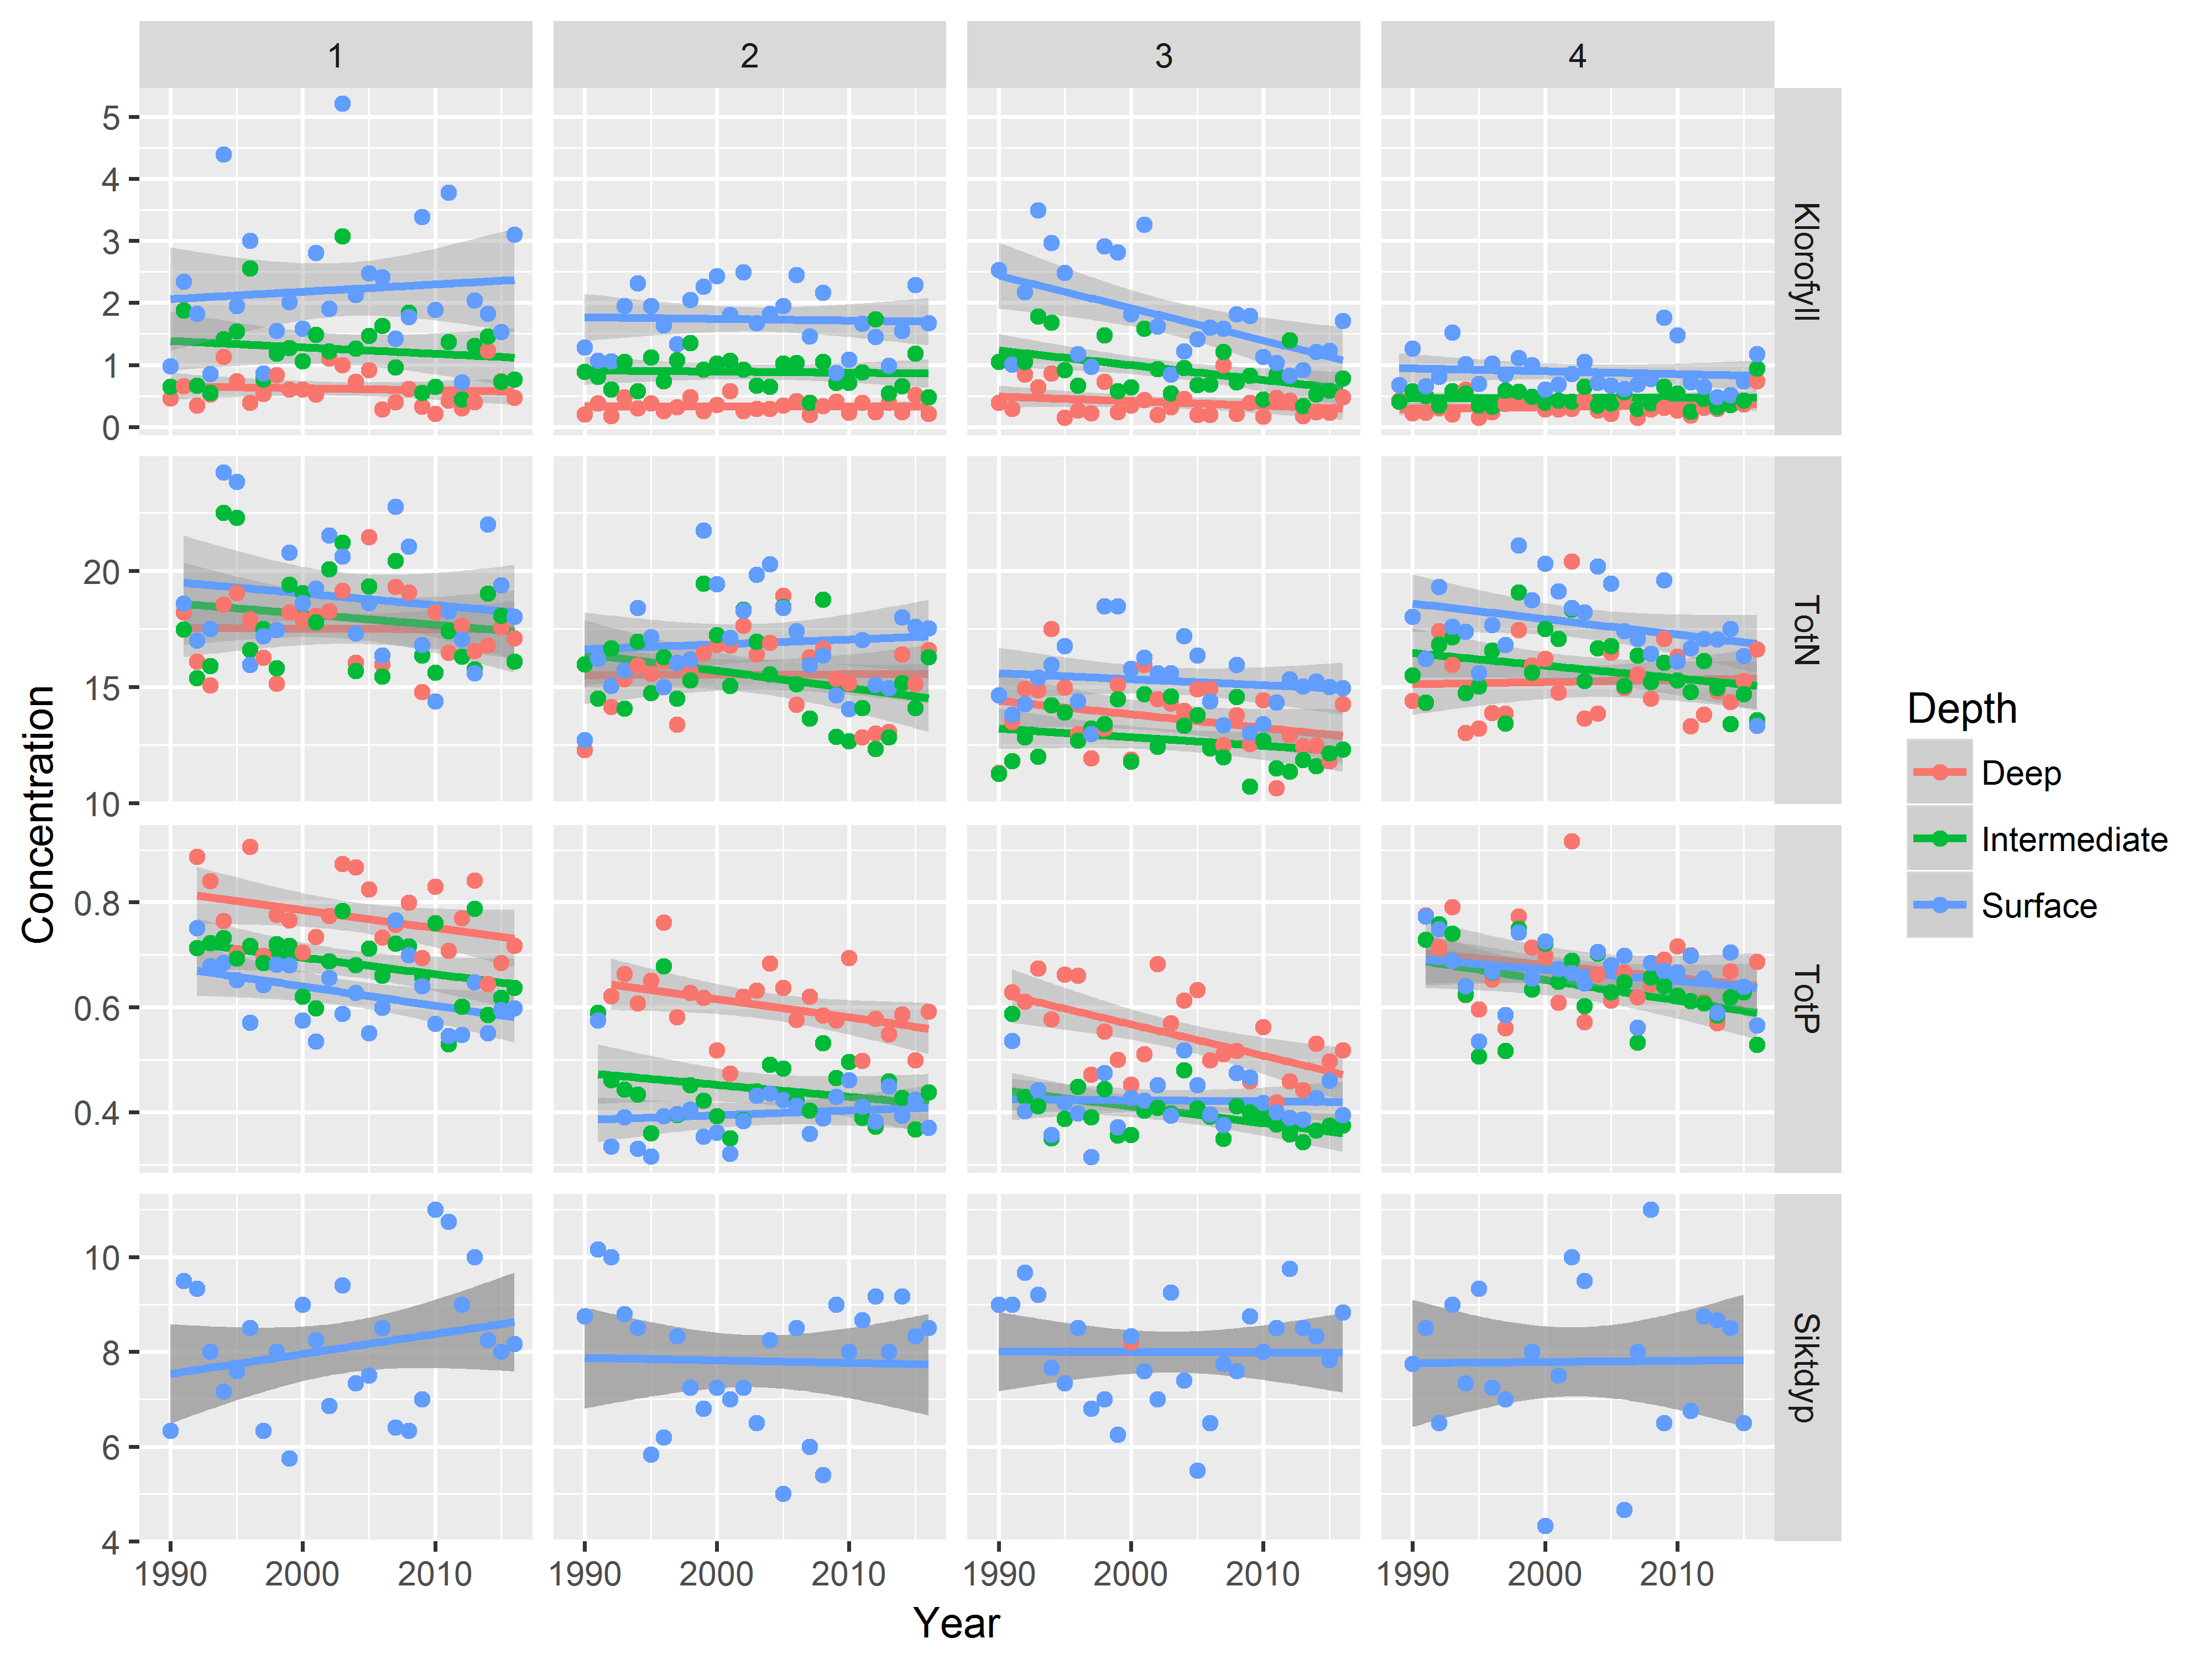 1 2 3 4
5
4
3
2
1
0
Klorofyll
20
15
10
TotN
0.8
0.6
0.4
TotP
10
8
6
4
Siktdyp
1990 2000 2010 1990 2000 2010 1990 2000 2010 1990 2000 2010
Year
Concentration
Depth
Deep
Intermediate
Surface